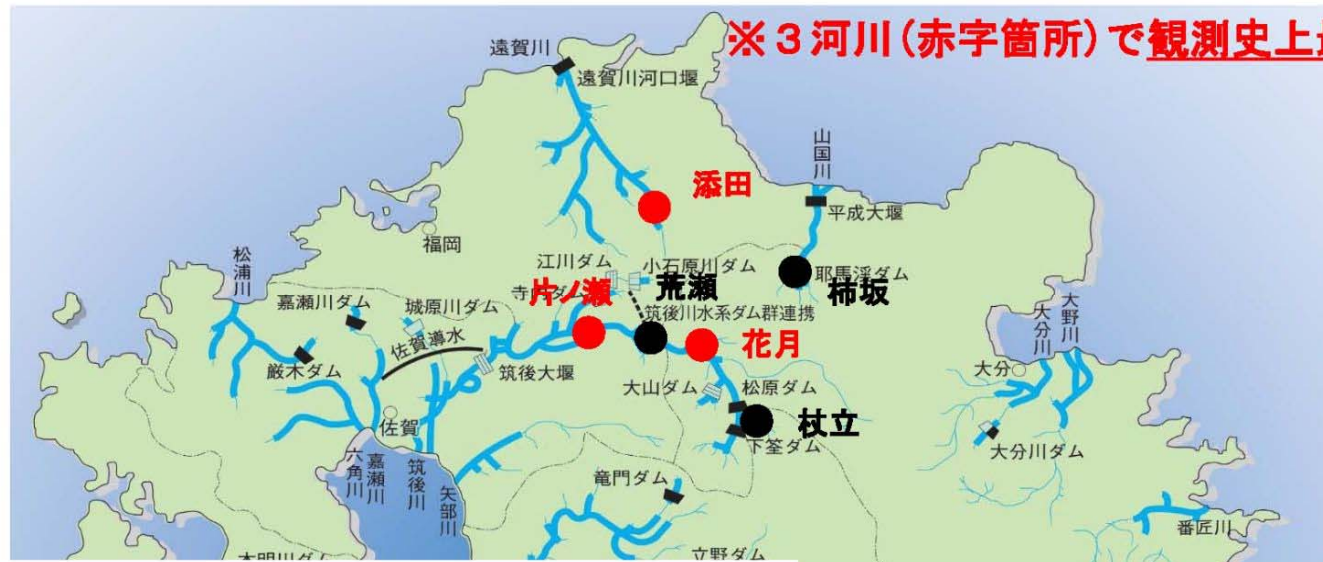 ※３河川(赤字箇所)で観測史上
遠賀川
遠賀川河口堰
山国川
添田
平成大堰
福岡
松浦川
江川ダム
小石原川ダム
耶馬渓ダム
嘉瀬川ダム
城原川ダム
片ノ瀬
荒瀬
柿坂
筑後川水系ダム群連携
佐賀導水
花月
大分川
大野川
厳木ダム
筑後大堰
大山ダム
松原ダム
大分
佐賀
杖立
下筌ダム
大分川ダム
六角川
嘉瀬川
筑後川
矢部川
竜門ダム
番匠川
立野ダム